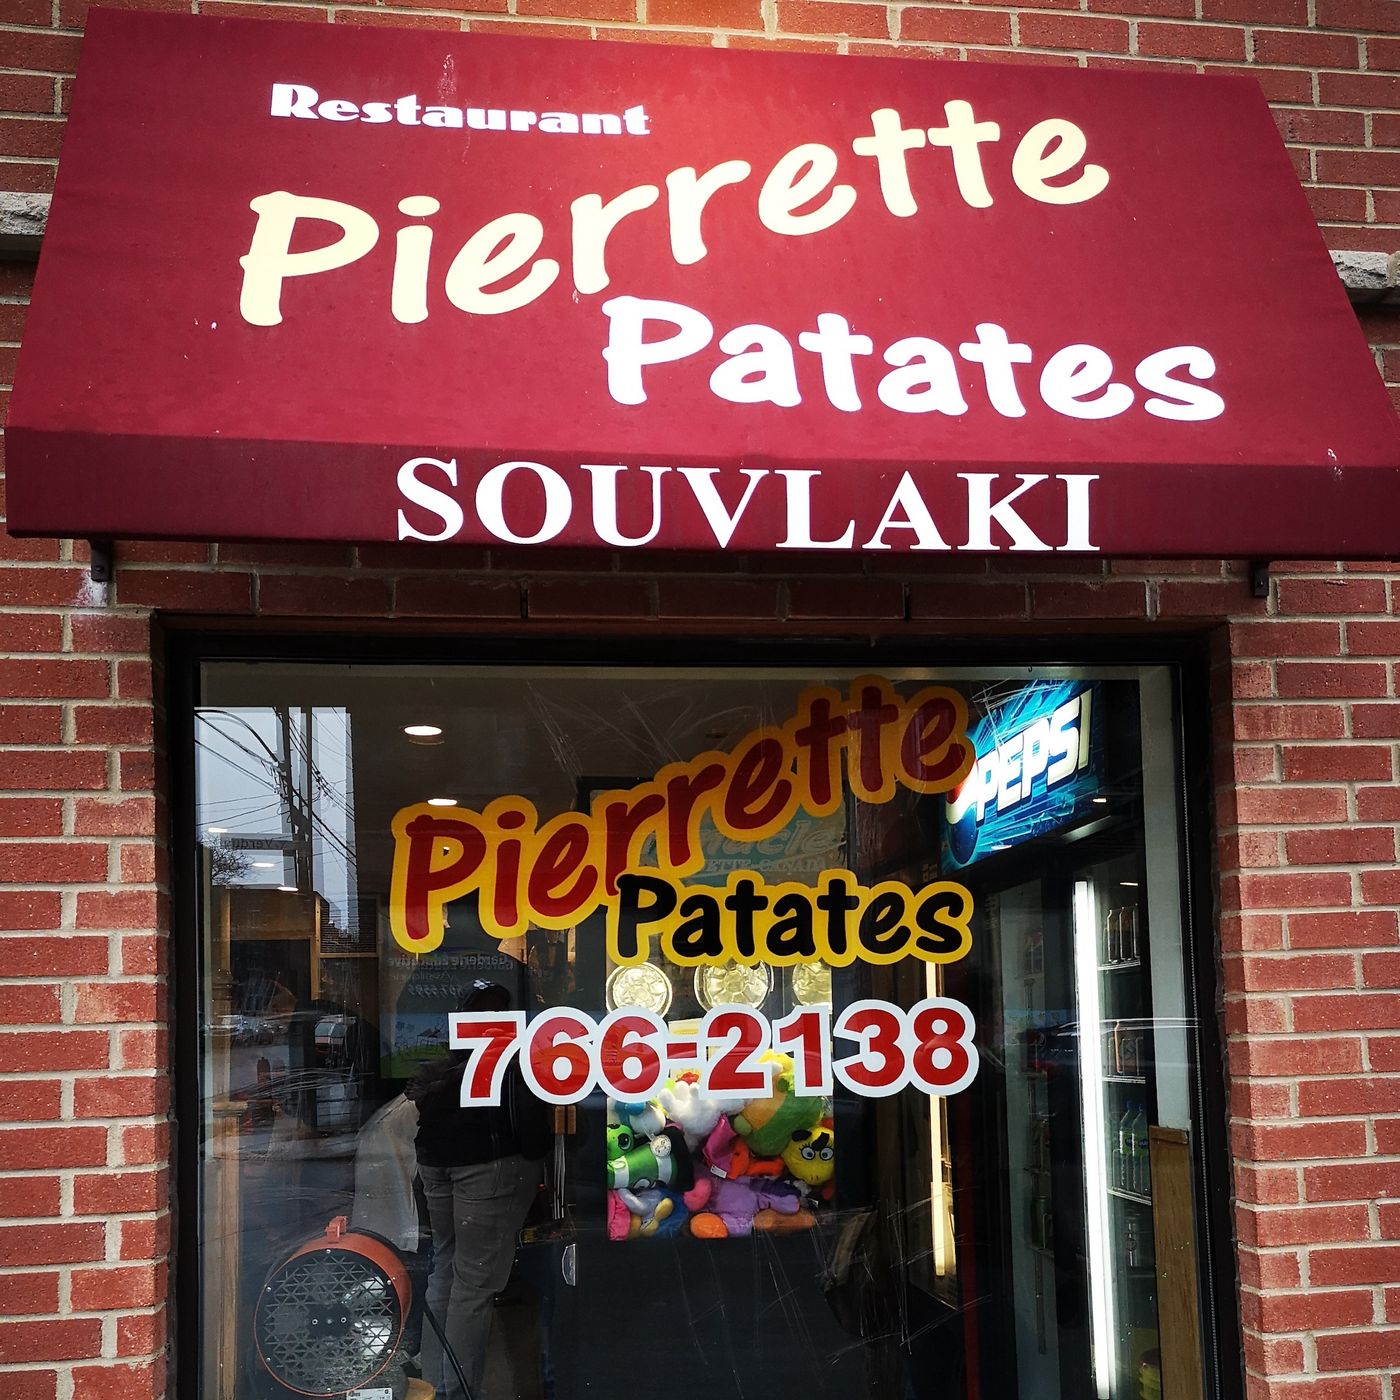 Restaurant
Pierrette
Patates
SOUVLAKI
Pierrette
PEPSI
Patates
766-2138